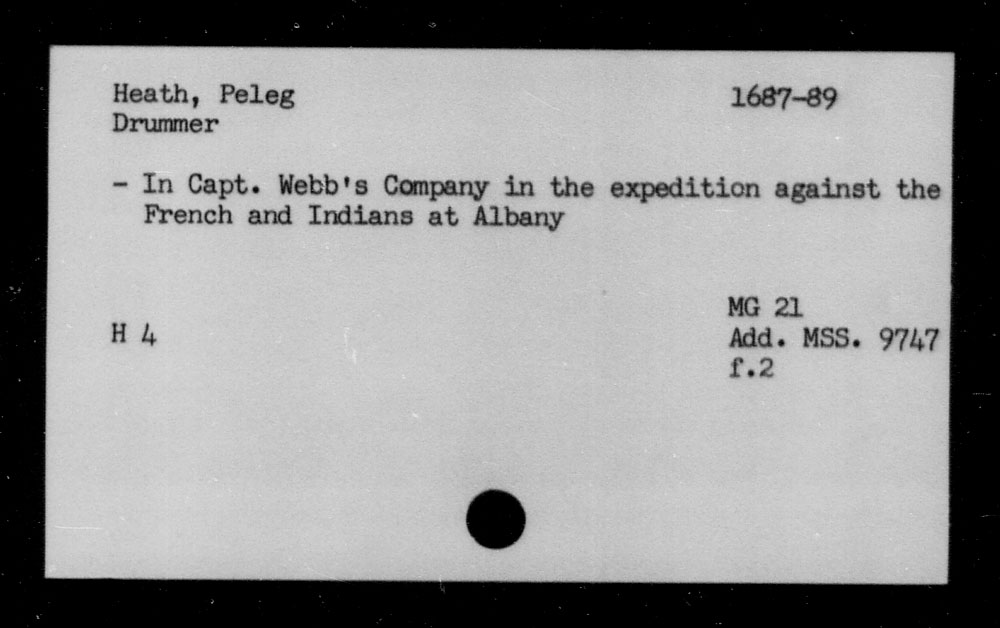 Heath, Peleg 1687-89
Drummer
- In Capt. Webb's Company in the expedition against the
French and Indians at Albany
MG 21
H 4 Add. MSS. 9747
f.2